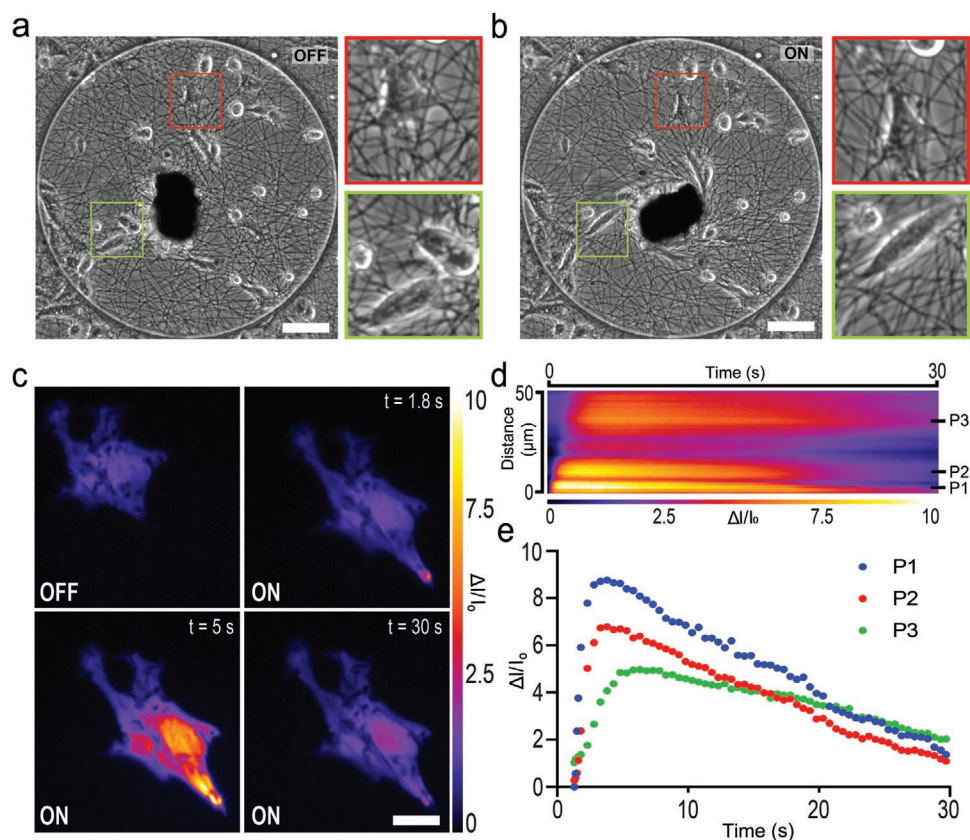 a
OFF
b
ON
c
OFF
t = 1.8 s
ON
t = 5 s
ON
t = 30 s
ON
10
7.5
5
2.5
0
ΔI/I₀
d
0
Time (s)
30
50
Distance
(μm)
0
P3
P2
P1
0
2.5
ΔI/I₀
7.5
10
e
10
8
6
4
2
0
ΔI/I₀
P1
P2
P3
0
10
20
30
Time (s)